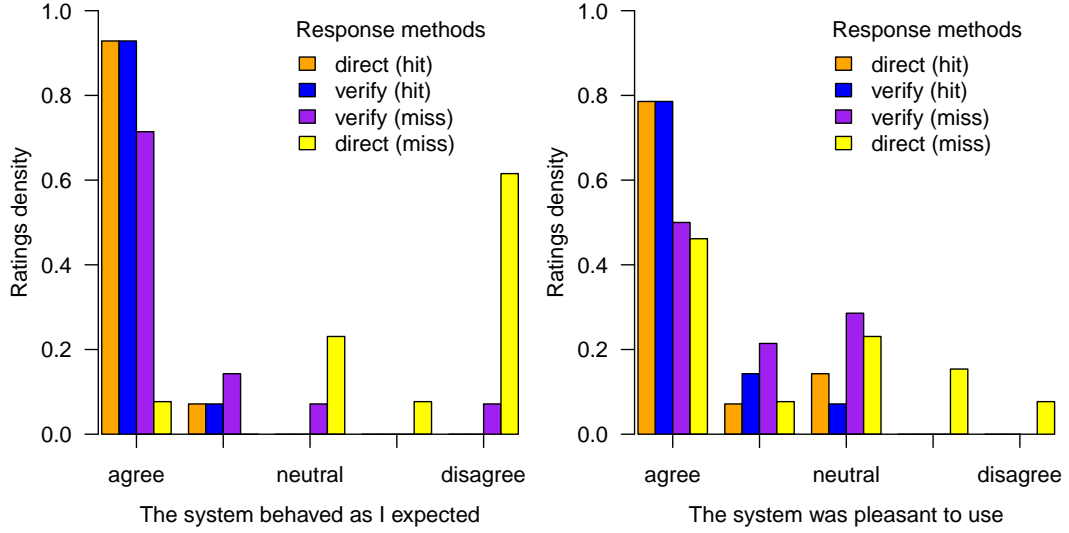 1.0
0.8
0.6
0.4
0.2
0.0
Ratings density
Response methods
direct (hit)
verify (hit)
verify (miss)
direct (miss)
agree neutral disagree
The system behaved as I expected
1.0
0.8
0.6
0.4
0.2
0.0
Ratings density
Response methods
direct (hit)
verify (hit)
verify (miss)
direct (miss)
agree neutral disagree
The system was pleasant to use